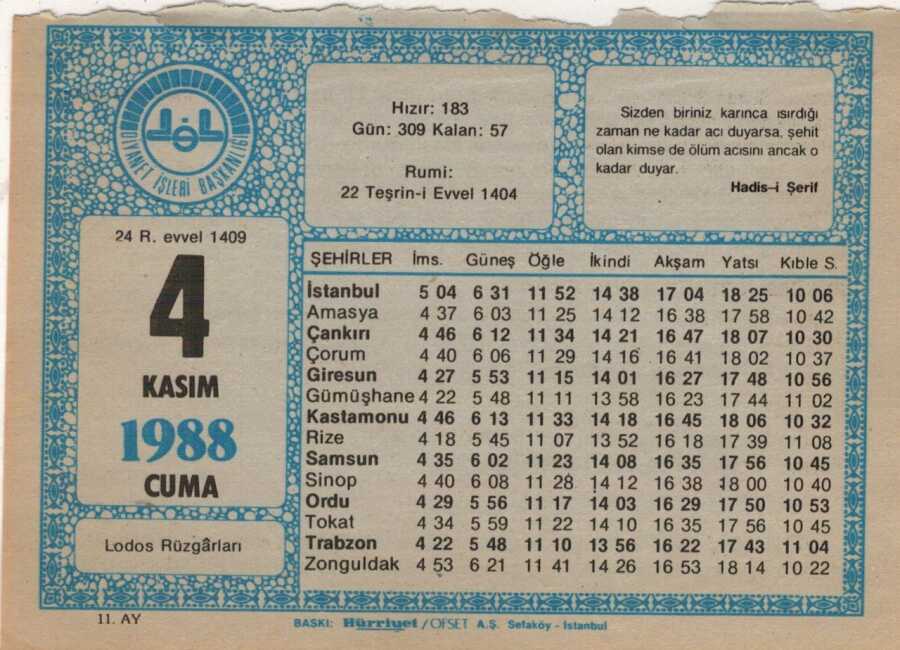 DİYANET İŞLERİ BAŞKANLIĞI
Hızır: 183
Gün: 309 Kalan: 57
Rumi:
22 Teşrin-i Evvel 1404
Sizden biriniz karınca ısırdığı
zaman ne kadar acı duyarsa, şehit
olan kimse de ölüm acısını ancak o
kadar duyar.
Hadis-i Şerif
24 R. evvel 1409
4
KASIM
1988
CUMA
Lodos Rüzgârları
ŞEHİRLER İms. Güneş Öğle İkindi Akşam Yatsı Kıble S.
İstanbul 5 04 6 31 11 52 14 38 17 04 18 25 10 06
Amasya 4 37 6 03 11 25 14 12 16 38 17 58 10 42
Çankırı 4 46 6 12 11 34 14 21 16 47 18 07 10 30
Çorum 4 40 6 06 11 29 14 16 16 41 18 02 10 37
Giresun 4 27 5 53 11 15 14 01 16 27 17 48 10 56
Gümüşhane 4 22 5 48 11 11 13 58 16 23 17 44 11 02
Kastamonu 4 46 6 13 11 33 14 18 16 45 18 06 10 32
Rize 4 18 5 45 11 07 13 52 16 18 17 39 11 08
Samsun 4 35 6 02 11 23 14 08 16 35 17 56 10 45
Sinop 4 40 6 08 11 28 14 12 16 38 18 00 10 40
Ordu 4 29 5 56 11 17 14 03 16 29 17 50 10 53
Tokat 4 34 5 59 11 22 14 10 16 35 17 56 10 45
Trabzon 4 22 5 48 11 10 13 56 16 22 17 43 11 04
Zonguldak 4 53 6 21 11 41 14 26 16 53 18 14 10 22
11. AY
BASKI: Hürriyet / OFSET A.Ş. Sefaköy - İstanbul